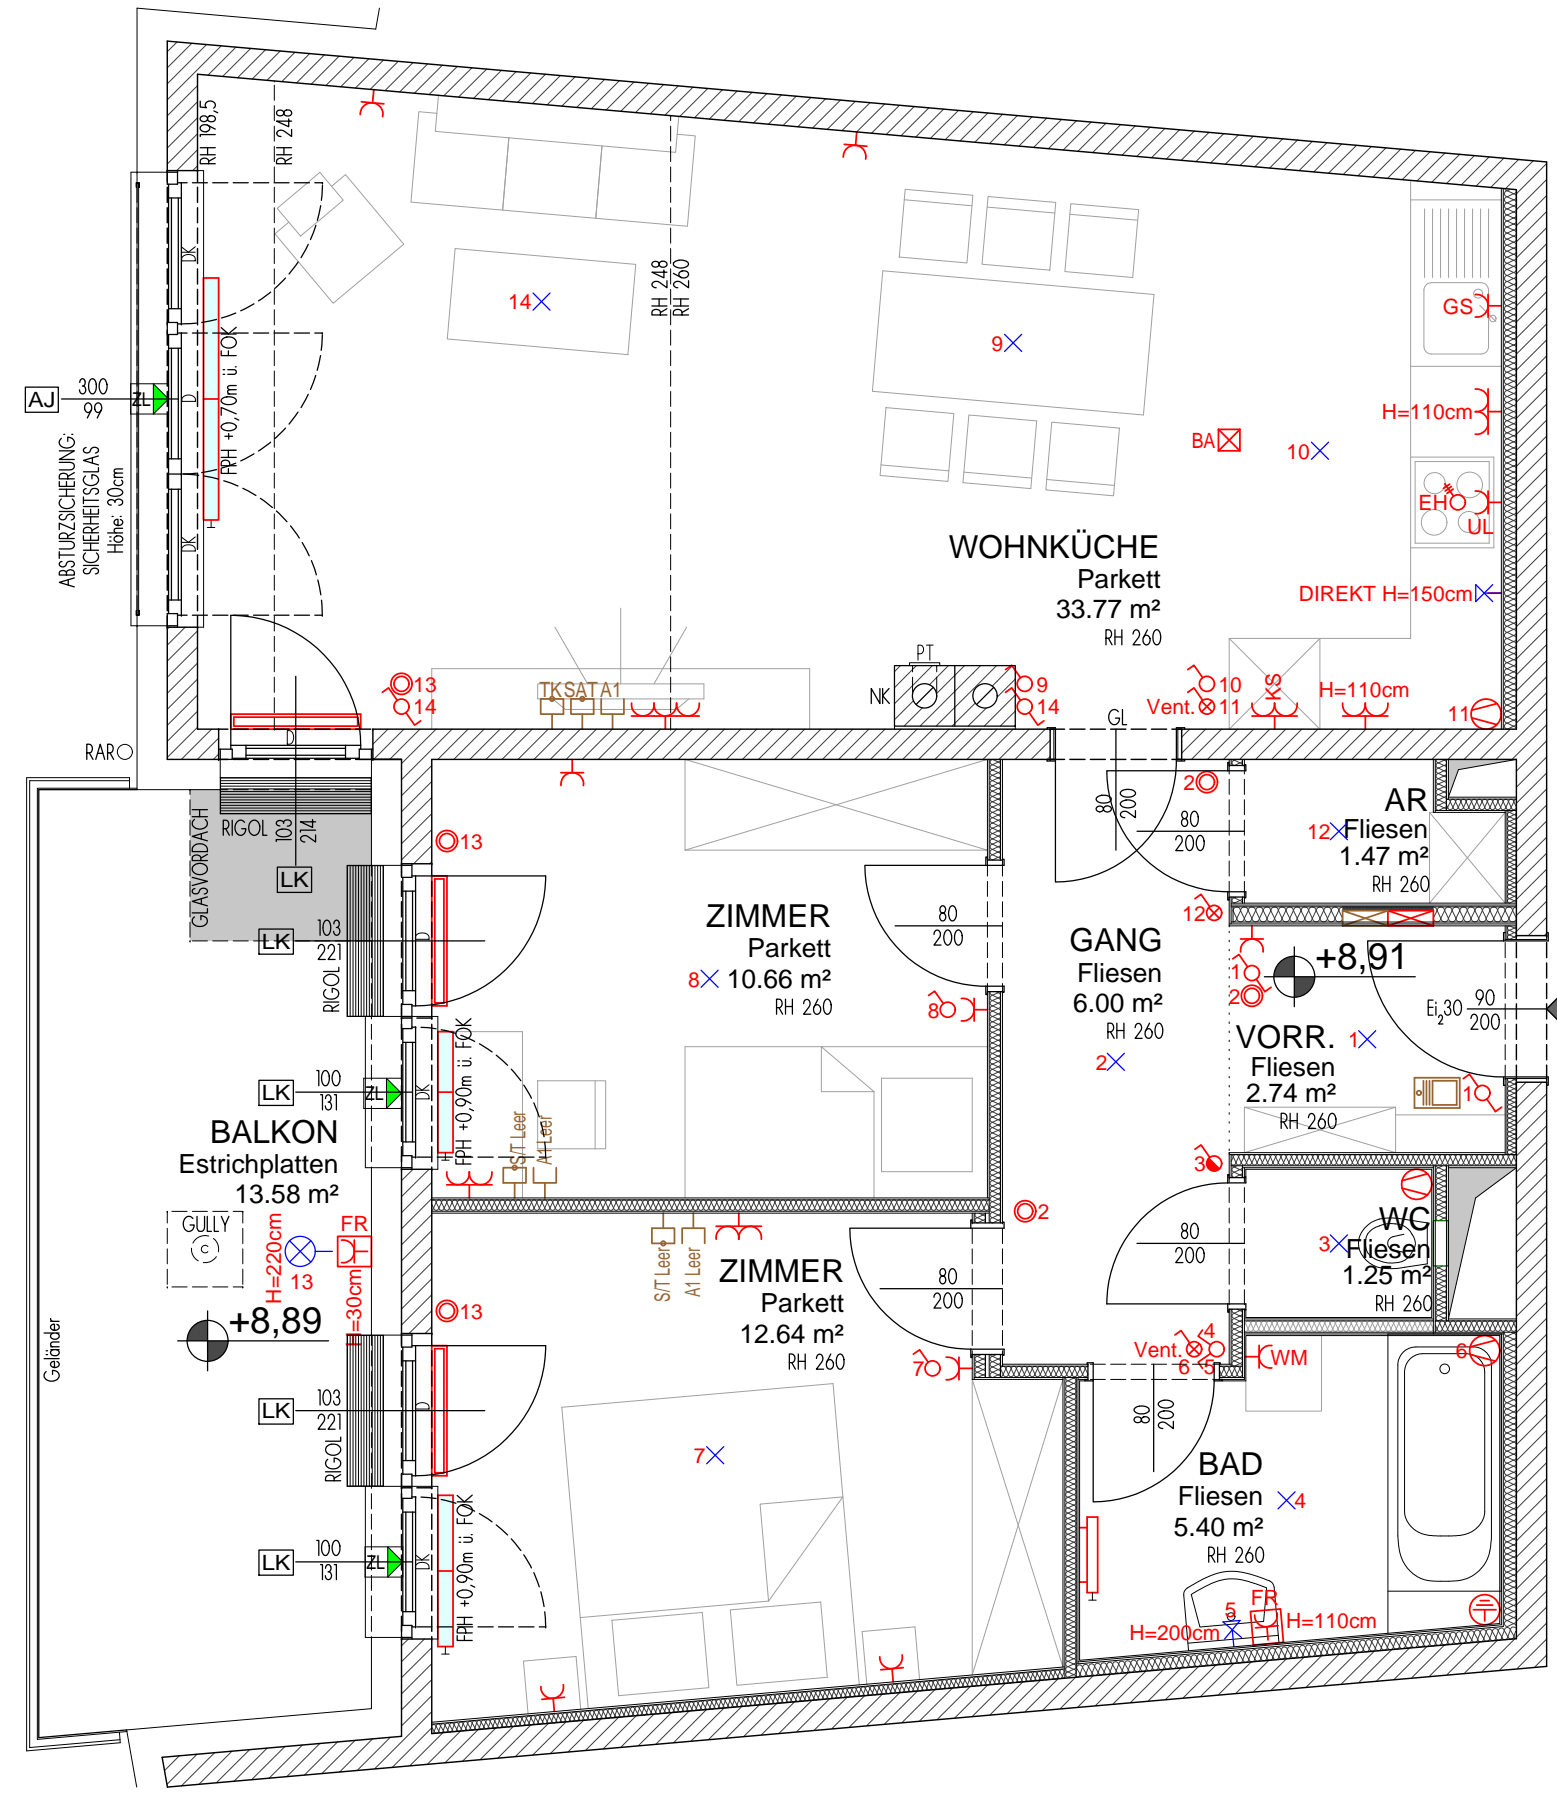 RH 198,5
RH 248
RH 248
RH 260
DK
D
DK
FPH +0,70m ü. FOK
AJ
300
99
ZL
ABSTURZSICHERUNG:
SICHERHEITSGLAS
Höhe: 30cm
14
9
BA
10
GS
H=110cm
EH
UL
DIREKT H=150cm
WOHNKÜCHE
Parkett
33.77 m²
RH 260
PT
NK
13
14
TK
SAT
A1
9
14
10
Vent.
11
KS
H=110cm
11
GL
D
RAR
RIGOL
103
214
GLASVORDACH
LK
LK
103
221
RIGOL
D
13
ZIMMER
Parkett
8
10.66 m²
RH 260
80
200
8
80
200
2
80
200
AR
12
Fliesen
1.47 m²
RH 260
12
GANG
Fliesen
6.00 m²
RH 260
2
1
2
+8,91
Ei₂30
90
200
VORR.
1
Fliesen
2.74 m²
RH 260
1
LK
100
131
ZL
DK
FPH +0,90m ü. FOK
S/T Leer
A1 Leer
BALKON
Estrichplatten
13.58 m²
GULLY
H=220cm
13
FR
H=30cm
+8,89
Geländer
3
2
80
200
WC
3
Fliesen
1.25 m²
RH 260
S/T Leer
A1 Leer
13
ZIMMER
Parkett
12.64 m²
RH 260
80
200
7
Vent.
4
6
5
WM
6
LK
103
221
RIGOL
D
80
200
7
BAD
Fliesen
4
5.40 m²
RH 260
LK
100
131
ZL
DK
FPH +0,90m ü. FOK
5
FR
H=200cm
H=110cm